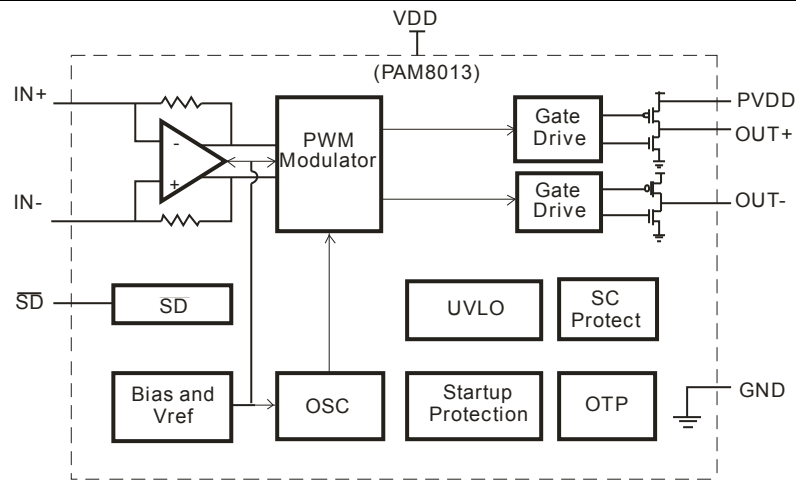 VDD
(PAM8013)
IN+
PVDD
OUT+
PWM
Modulator
Gate
Drive
-
+
IN-
Gate
Drive
OUT-
S̅D̅
SD
UVLO
SC
Protect
Bias and
Vref
OSC
Startup
Protection
OTP
GND